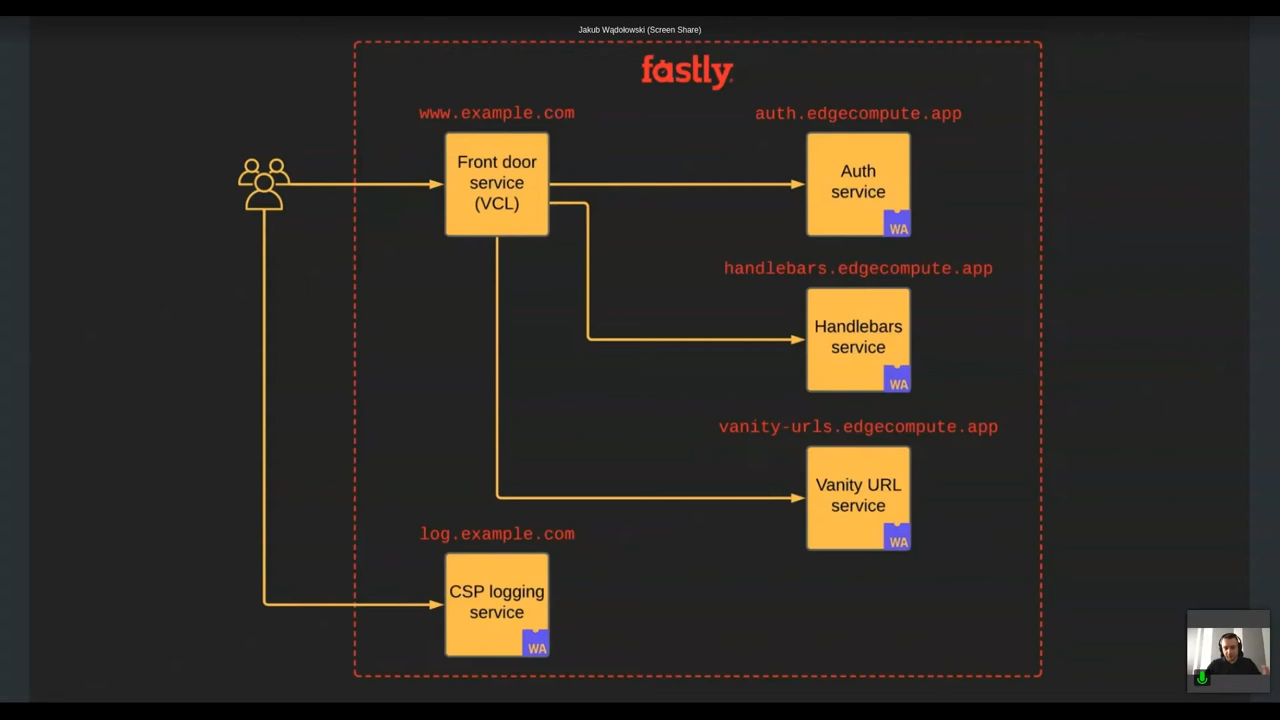 Jakub Wądołowski (Screen Share)
fastly
www.example.com
auth.edgecompute.app
Front door
service
(VCL)
Auth
service
WA
handlebars.edgecompute.app
Handlebars
service
WA
vanity-urls.edgecompute.app
Vanity URL
service
WA
log.example.com
CSP logging
service
WA